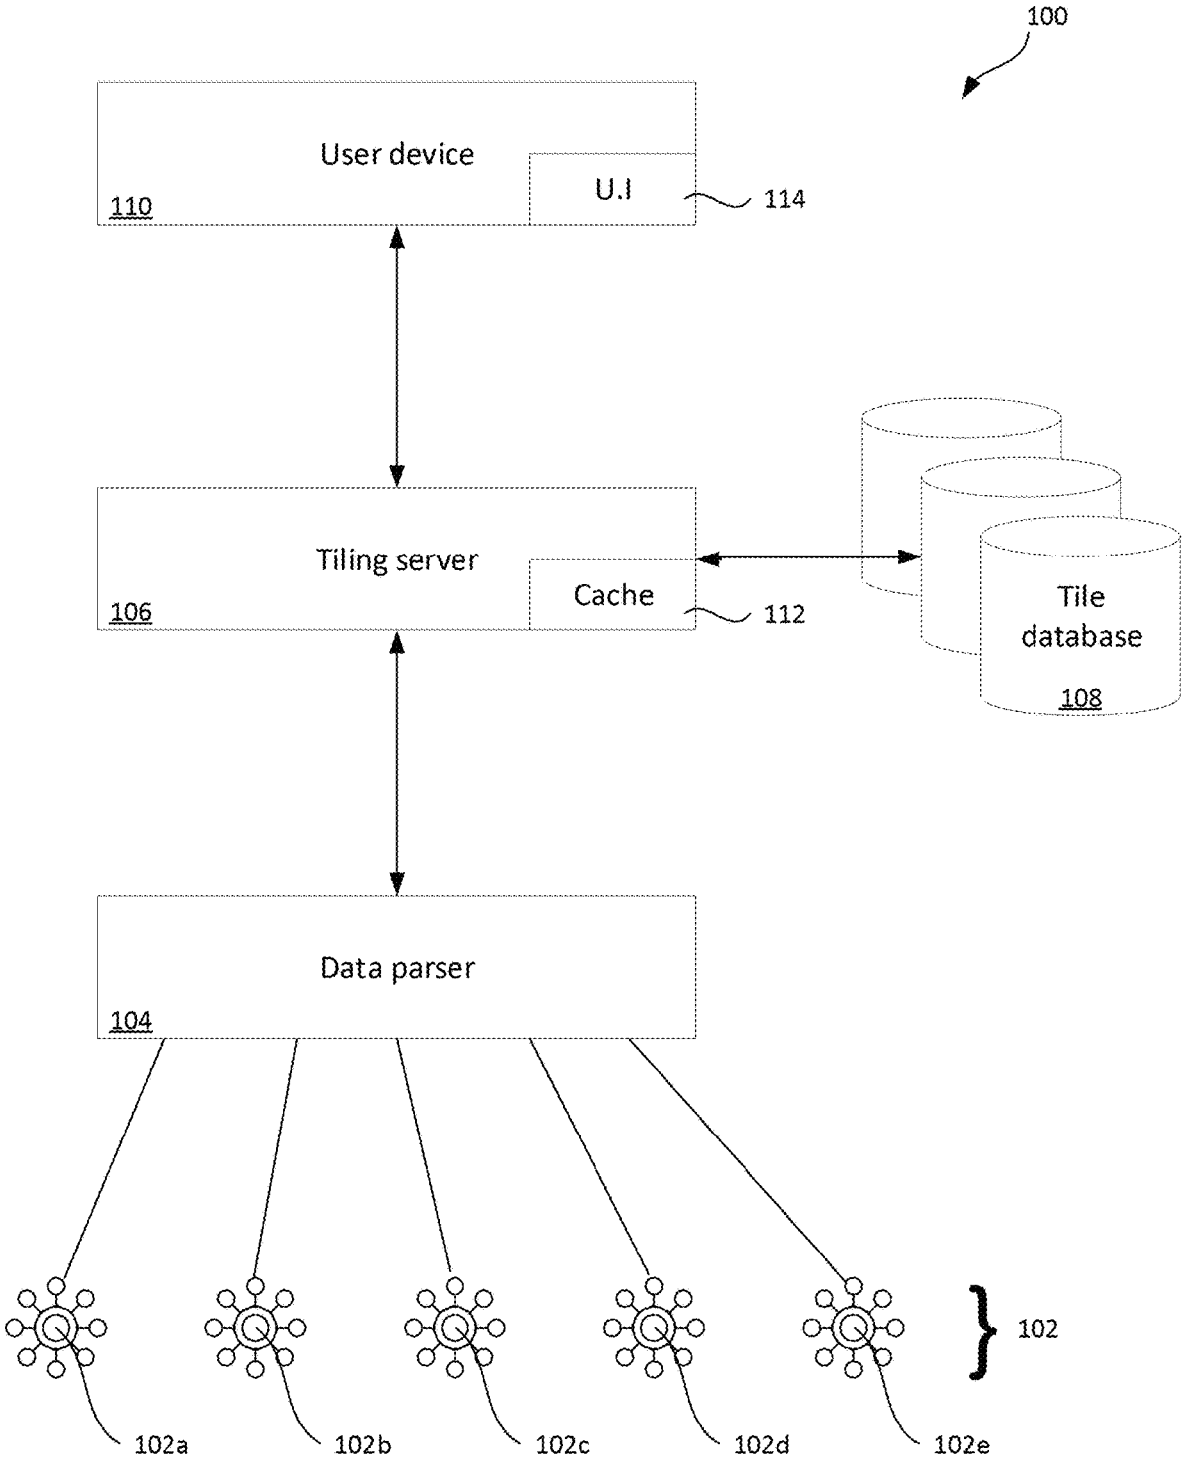 100
User device
U.I
110
114
Tiling server
Cache
106
112
Tile
database
108
Data parser
104
102
102a
102b
102c
102d
102e